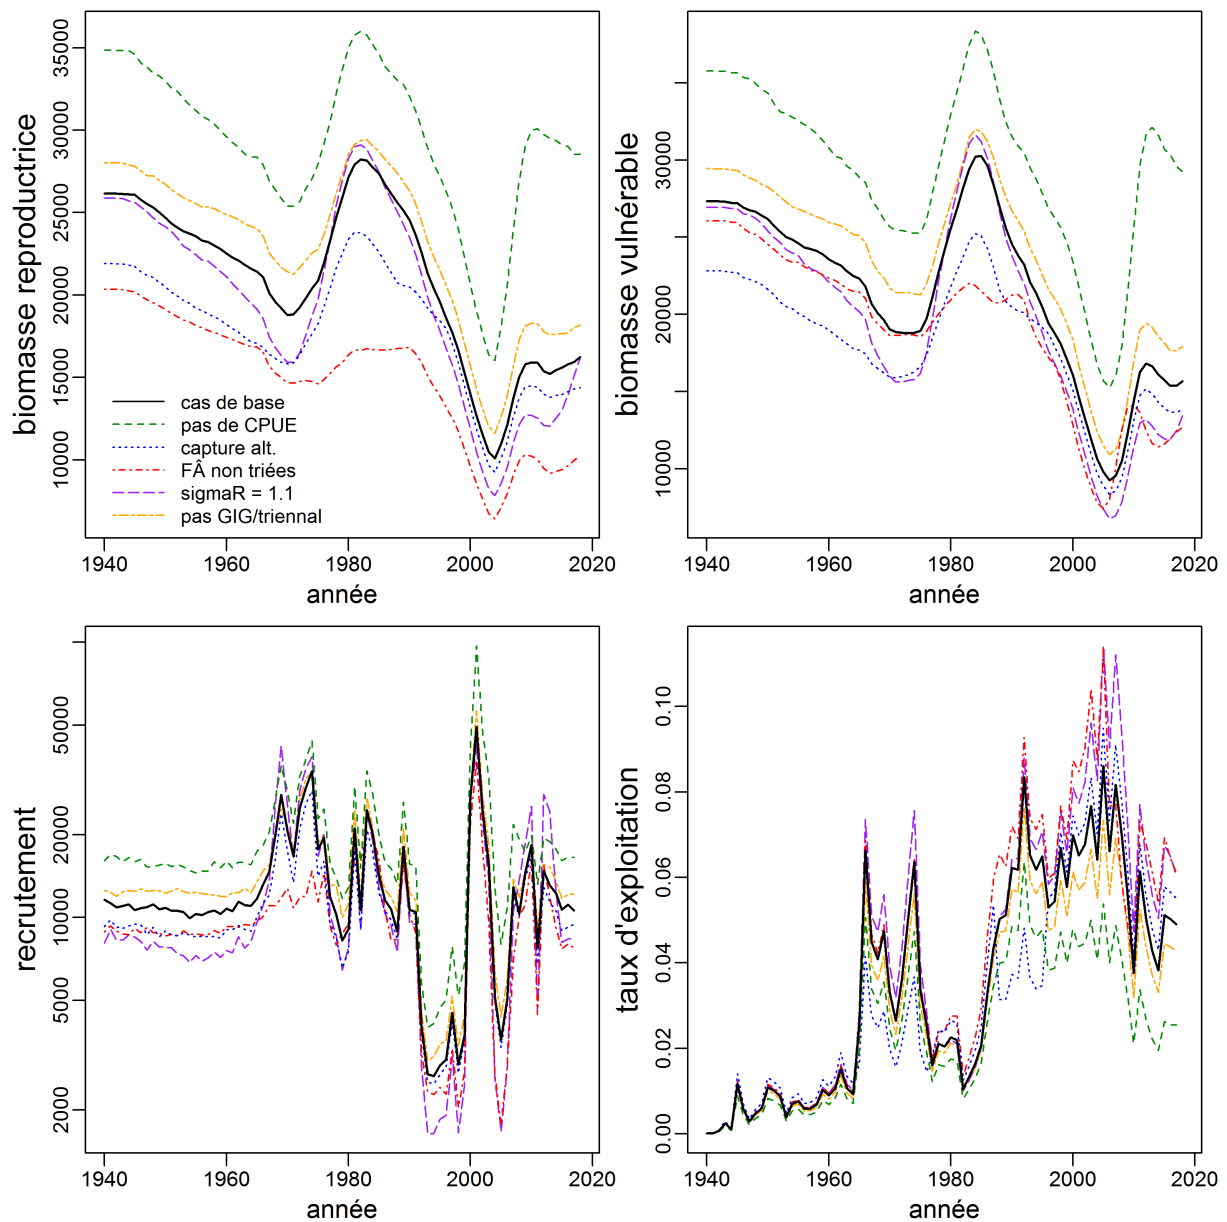 biomasse reproductrice
35000
30000
25000
20000
15000
10000
cas de base
pas de CPUE
capture alt.
FÂ non triées
sigmaR = 1.1
pas GIG/triennal
1940 1960 1980 2000 2020
année
biomasse vulnérable
30000
20000
10000
1940 1960 1980 2000 2020
année
recrutement
50000
20000
10000
5000
2000
1940 1960 1980 2000 2020
année
taux d'exploitation
0.10
0.08
0.06
0.04
0.02
0.00
1940 1960 1980 2000 2020
année